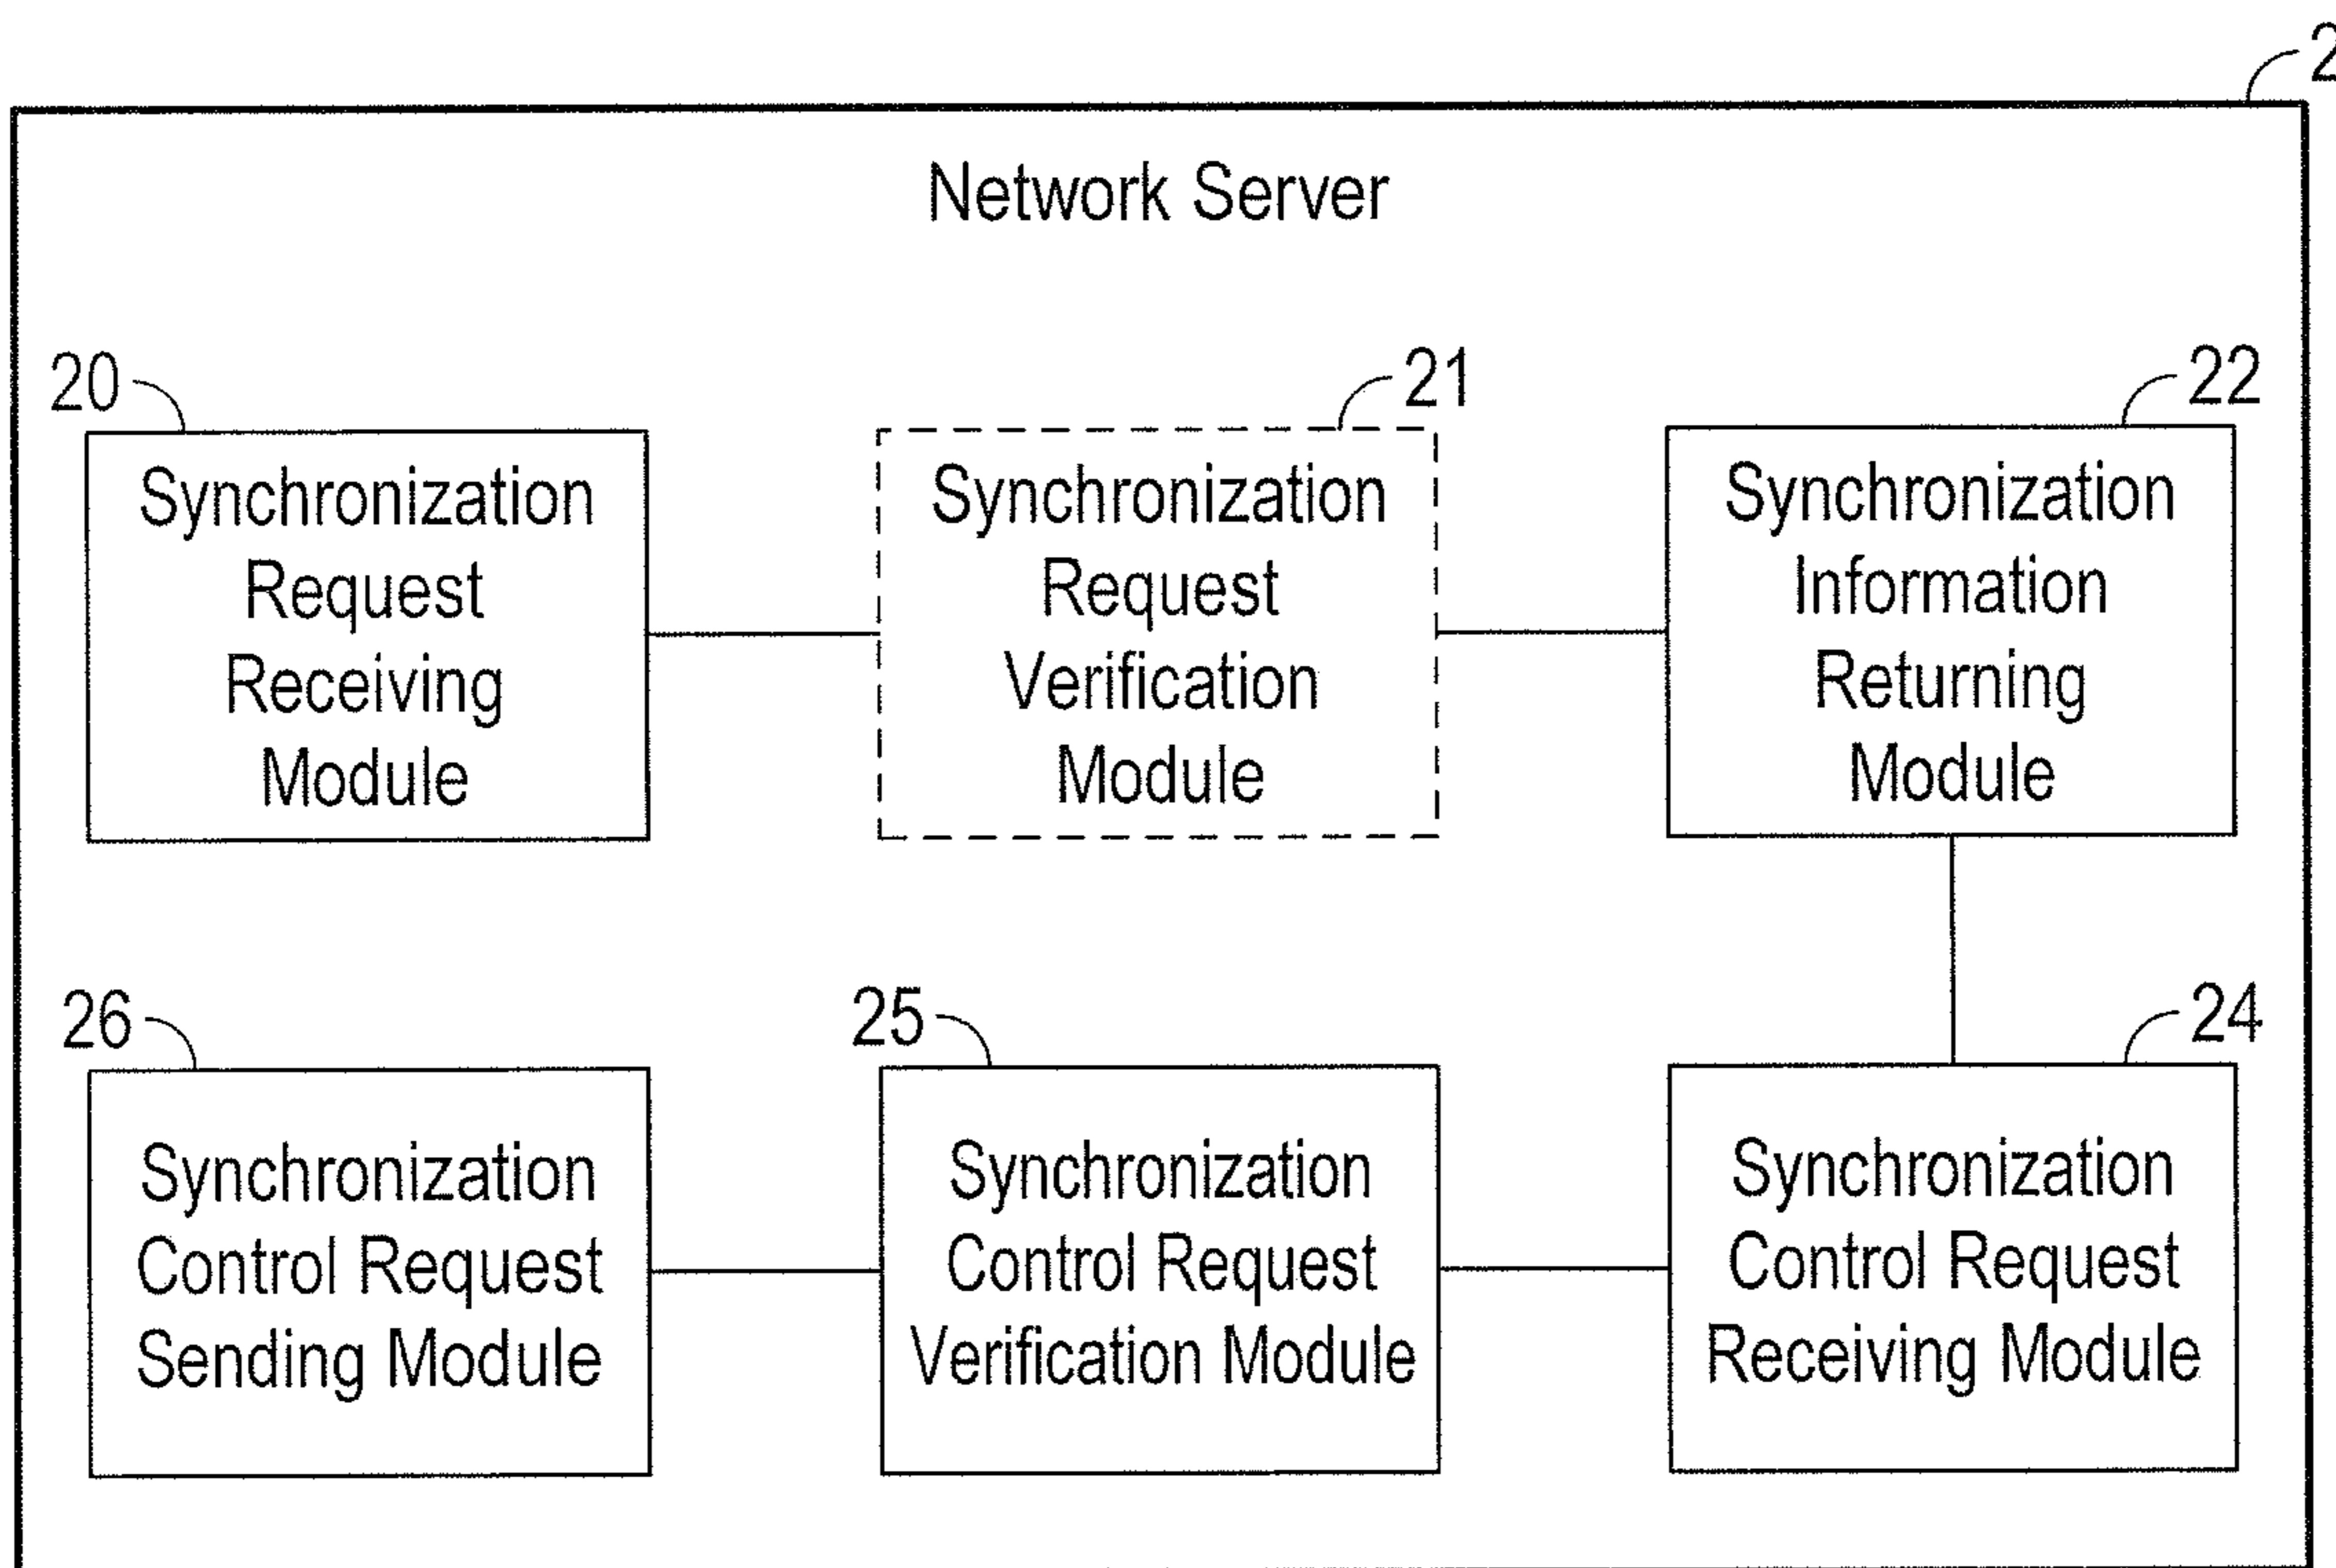 2
Network Server
20
Synchronization
Request
Receiving
Module
21
Synchronization
Request
Verification
Module
22
Synchronization
Information
Returning
Module
26
Synchronization
Control Request
Sending Module
25
Synchronization
Control Request
Verification Module
24
Synchronization
Control Request
Receiving Module